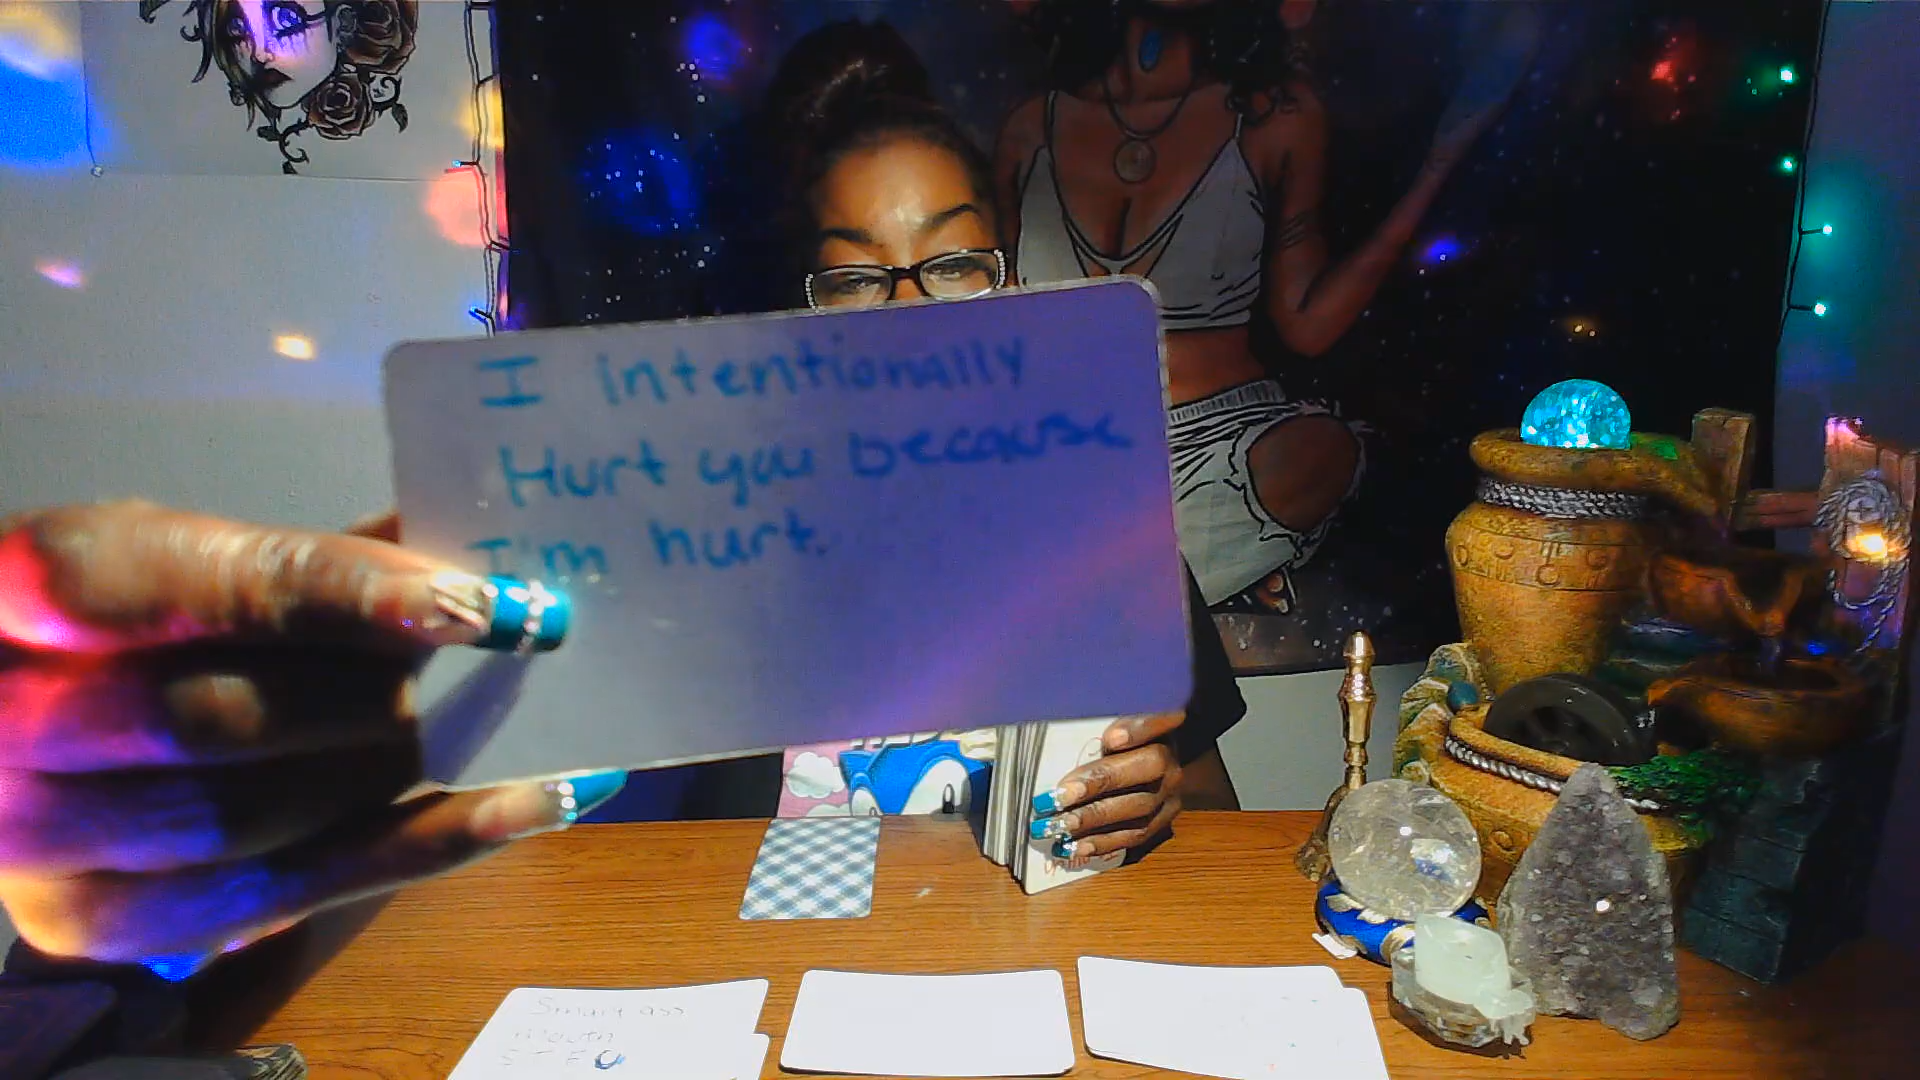 I intentionally
Hurt you because
I'm hurt.
Smart ass
Mouth